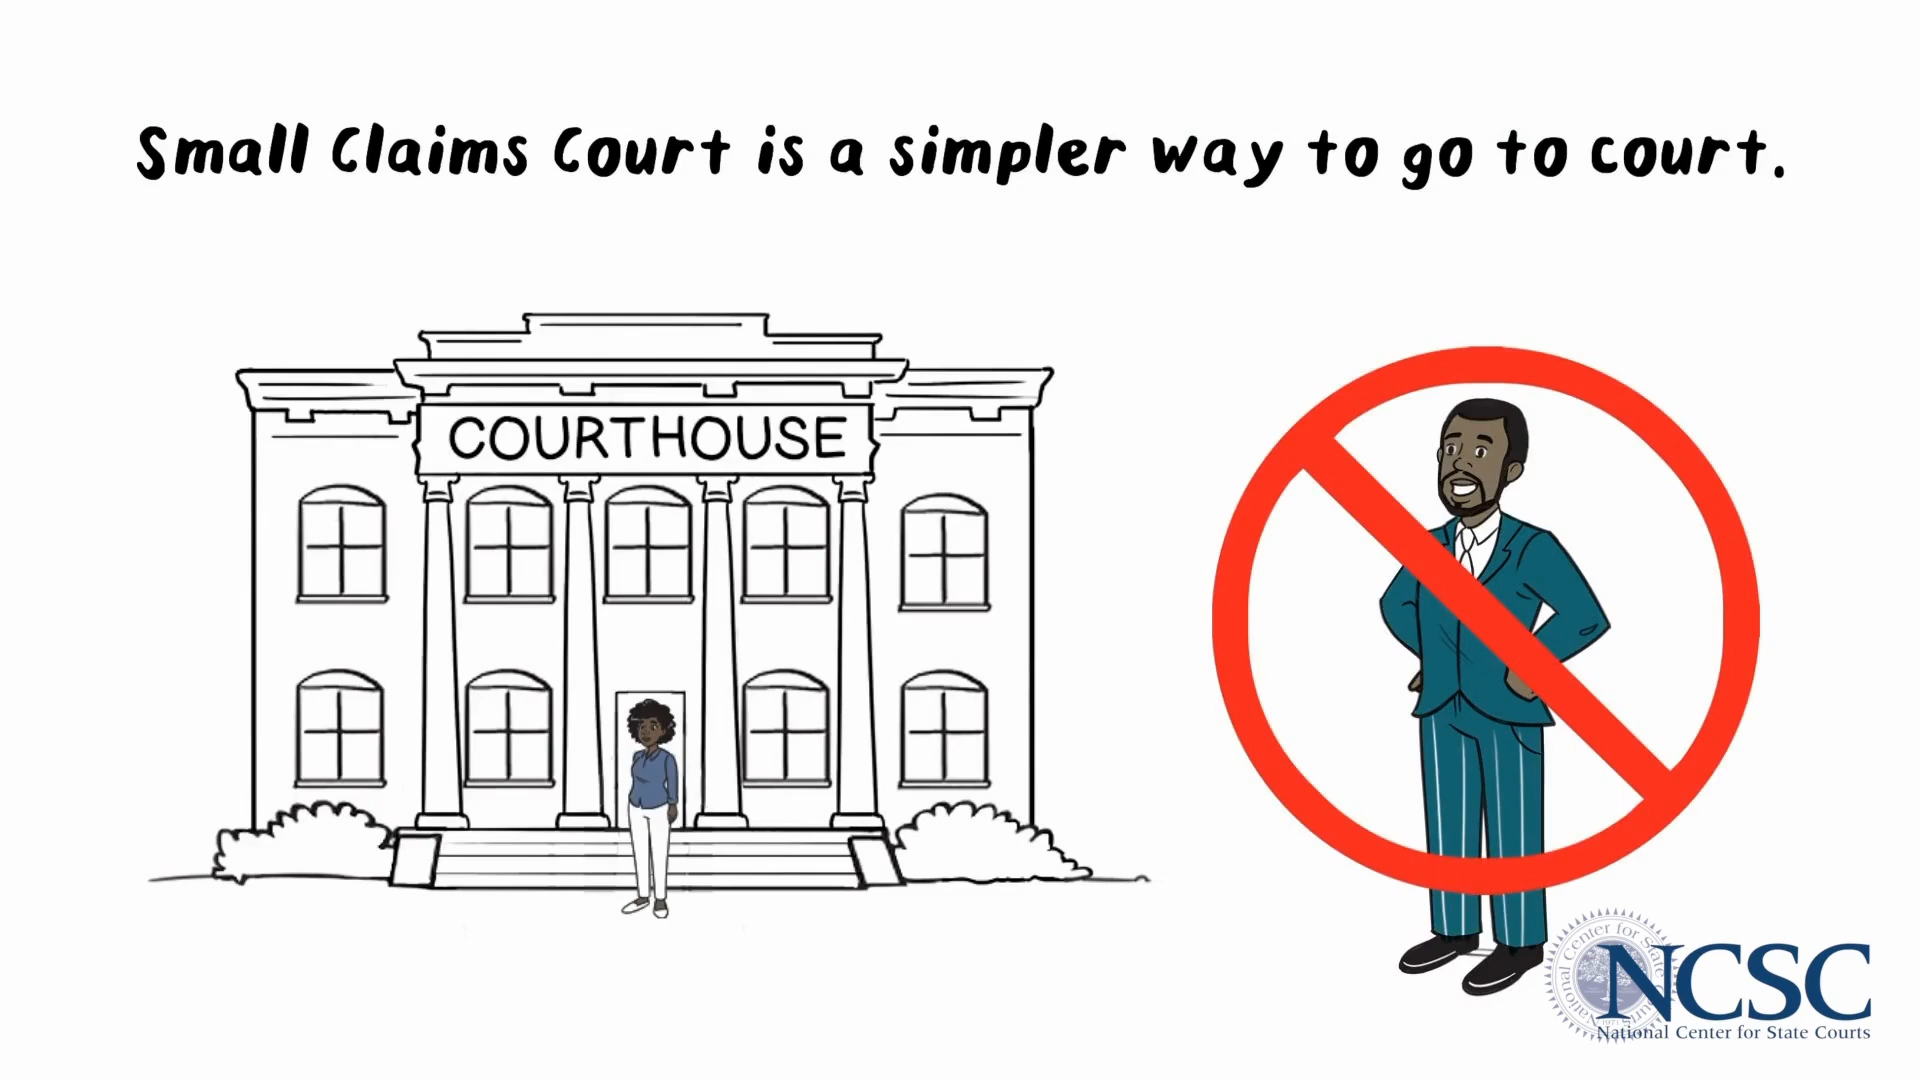 Small Claims Court is a simpler way to go to court.
COURTHOUSE
NCSC
National Center for State Courts